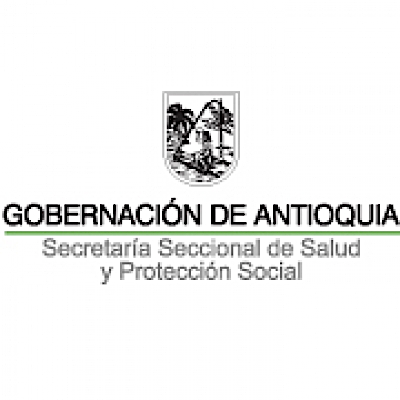 GOBERNACIÓN DE ANTIOQUIA
Secretaría Seccional de Salud
y Protección Social